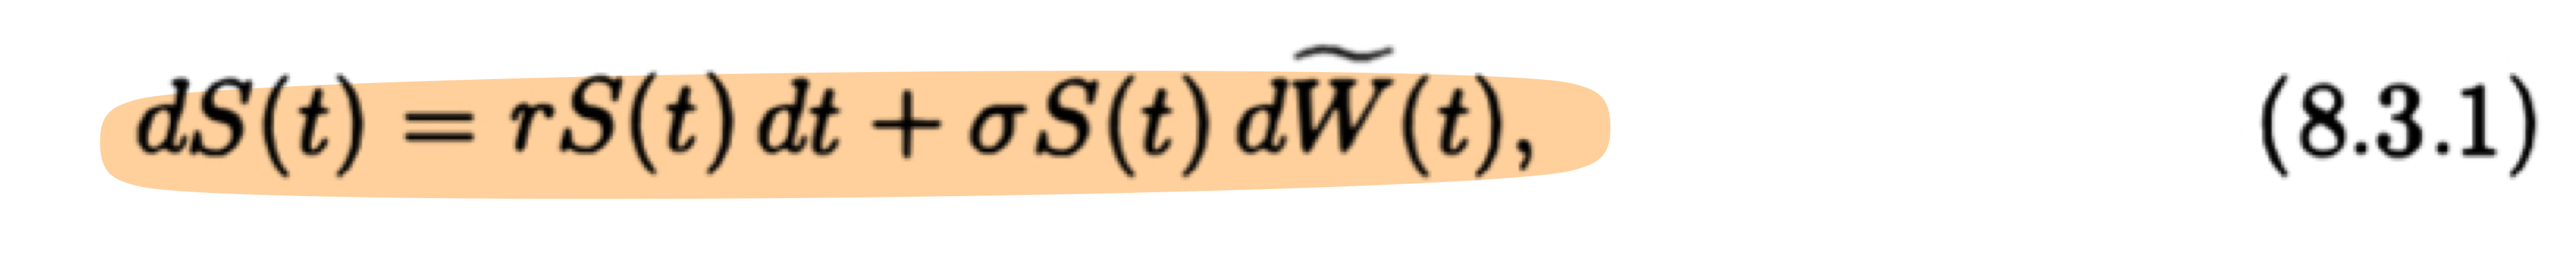 dS(t) = rS(t) dt + σS(t) dW̃(t), (8.3.1)